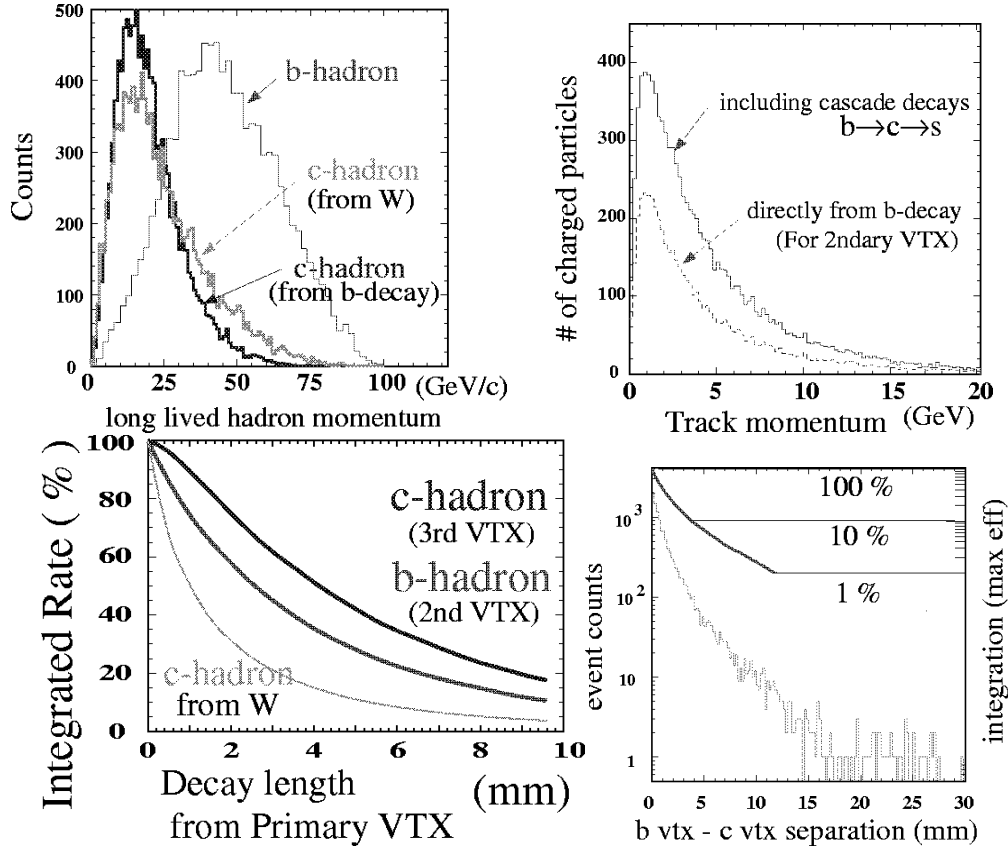 500
400
300
200
100
0
Counts
b-hadron
c-hadron
(from W)
c-hadron
(from b-decay)
0 25 50 75 100 (GeV/c)
long lived hadron momentum
400
300
200
100
0
# of charged particles
including cascade decays
b→c→s
directly from b-decay
(For 2ndary VTX)
0 5 10 15 20
Track momentum (GeV)
100
80
60
40
20
0
Integrated Rate ( %)
c-hadron
(3rd VTX)
b-hadron
(2nd VTX)
c-hadron
from W
0 2 4 6 8 10
Decay length (mm)
from Primary VTX
10³
10²
10
1
event counts
100 %
10 %
1 %
integration (max eff)
0 5 10 15 20 25 30
b vtx - c vtx separation (mm)